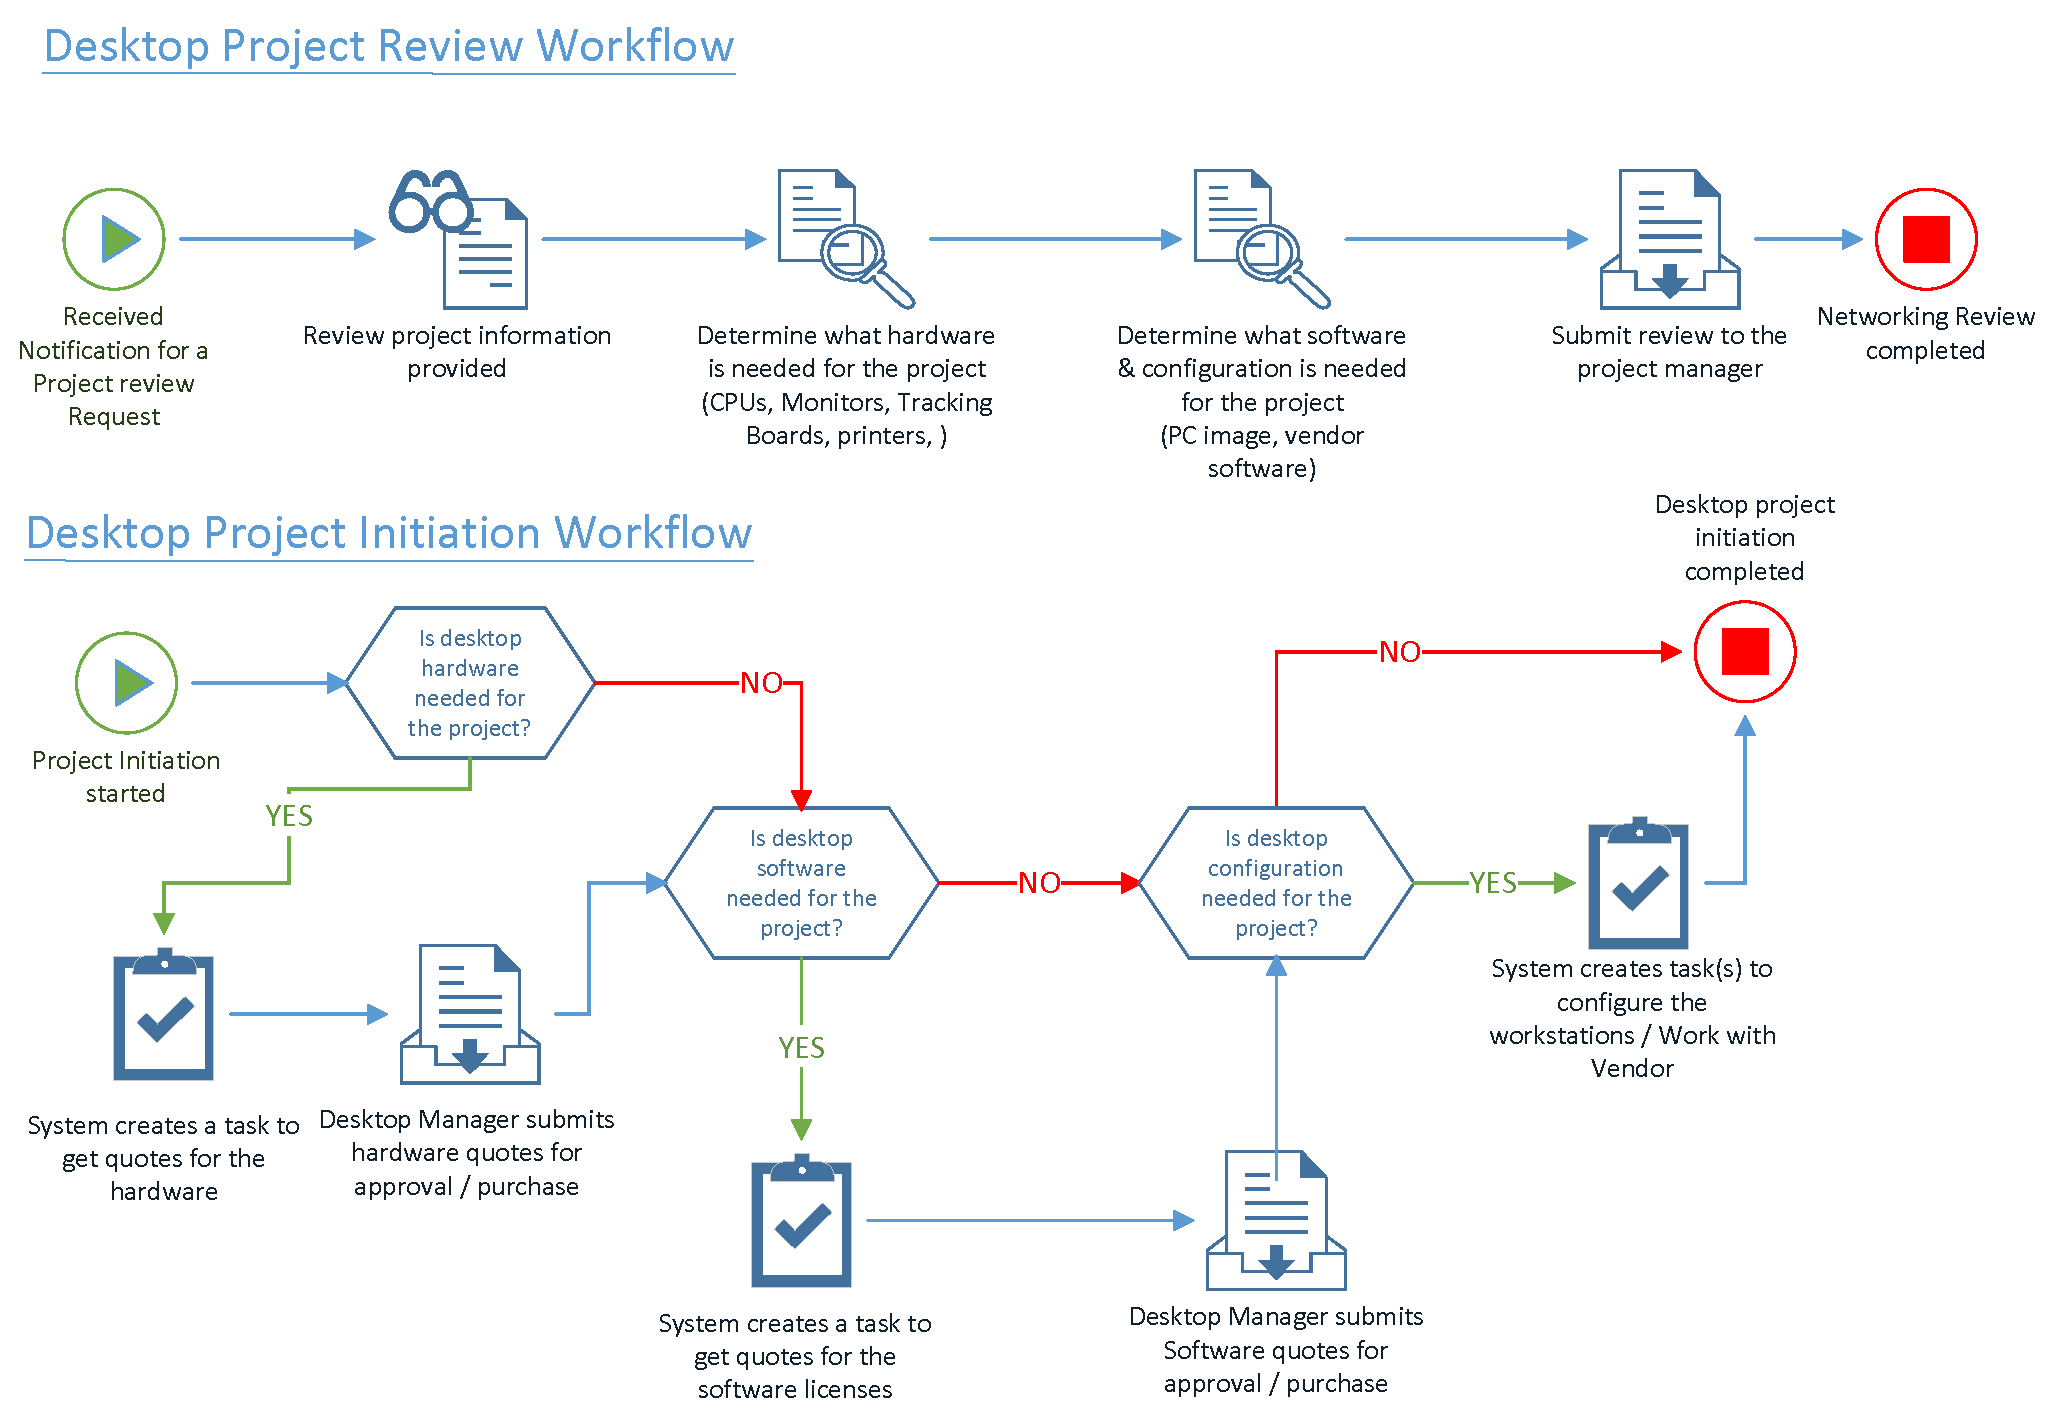 Desktop Project Review Workflow
Received
Notification for a
Project review
Request
Review project information
provided
Determine what hardware
is needed for the project
(CPUs, Monitors, Tracking
Boards, printers, )
Determine what software
& configuration is needed
for the project
(PC image, vendor
software)
Submit review to the
project manager
Networking Review
completed
Desktop Project Initiation Workflow
Project Initiation
started
Is desktop
hardware
needed for
the project?
NO
YES
System creates a task to
get quotes for the
hardware
Desktop Manager submits
hardware quotes for
approval / purchase
Is desktop
software
needed for the
project?
NO
YES
System creates a task to
get quotes for the
software licenses
Desktop Manager submits
Software quotes for
approval / purchase
Is desktop
configuration
needed for the
project?
NO
YES
System creates task(s) to
configure the
workstations / Work with
Vendor
Desktop project
initiation
completed